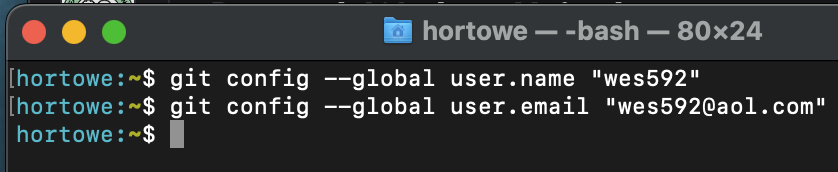 hortowe — -bash — 80×24
[hortowe:~$ git config --global user.name "wes592"
[hortowe:~$ git config --global user.email "wes592@aol.com"
hortowe:~$